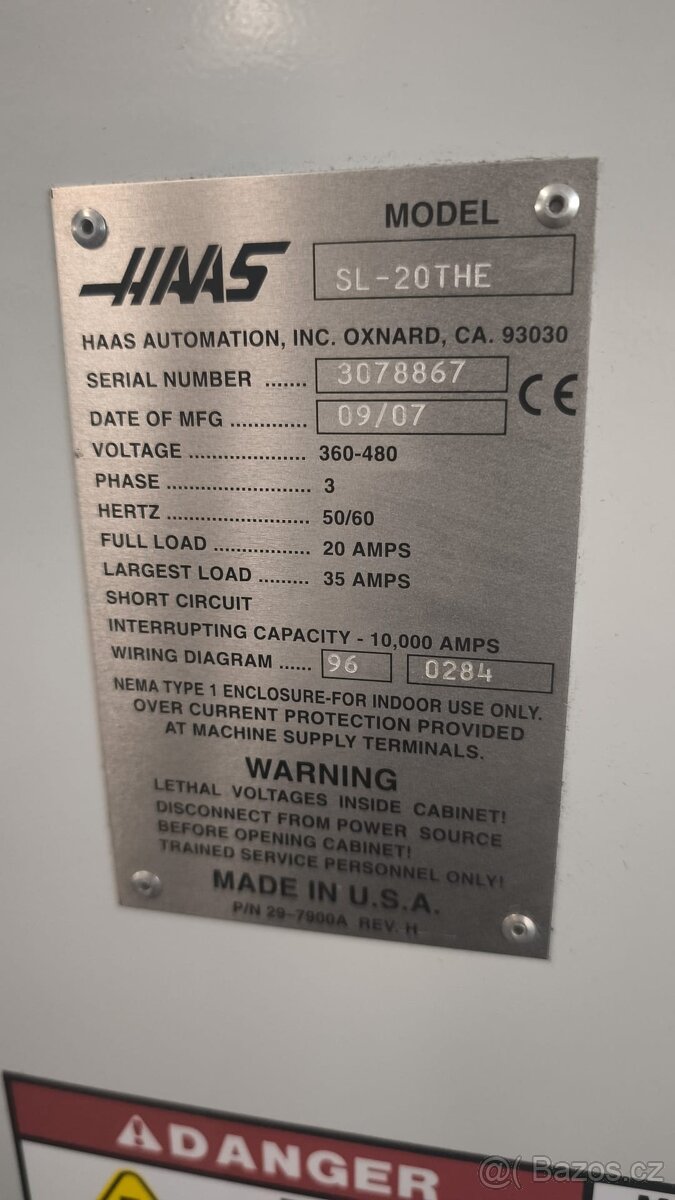 MODEL
HAAS
SL-20THE
HAAS AUTOMATION, INC. OXNARD, CA. 93030
SERIAL NUMBER ....... 3078867
CE
DATE OF MFG ............. 09/07
VOLTAGE .................... 360-480
PHASE ......................... 3
HERTZ ......................... 50/60
FULL LOAD ................. 20 AMPS
LARGEST LOAD ......... 35 AMPS
SHORT CIRCUIT
INTERRUPTING CAPACITY - 10,000 AMPS
WIRING DIAGRAM ...... 96 0284
NEMA TYPE 1 ENCLOSURE-FOR INDOOR USE ONLY.
OVER CURRENT PROTECTION PROVIDED
AT MACHINE SUPPLY TERMINALS.
WARNING
LETHAL VOLTAGES INSIDE CABINET!
DISCONNECT FROM POWER SOURCE
BEFORE OPENING CABINET!
TRAINED SERVICE PERSONNEL ONLY!
MADE IN U.S.A.
P/N 29-7900A REV. H
DANGER
@ Bazos.cz